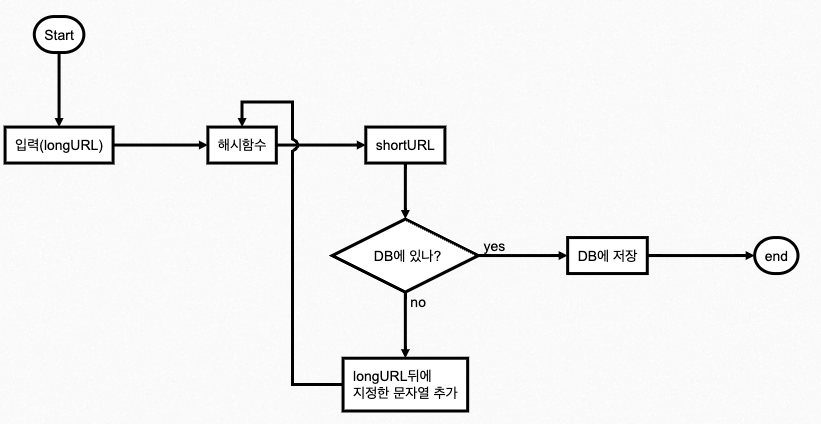 Start
입력(longURL)
해시함수
shortURL
DB에 있나?
yes
DB에 저장
end
no
longURL뒤에
지정한 문자열 추가